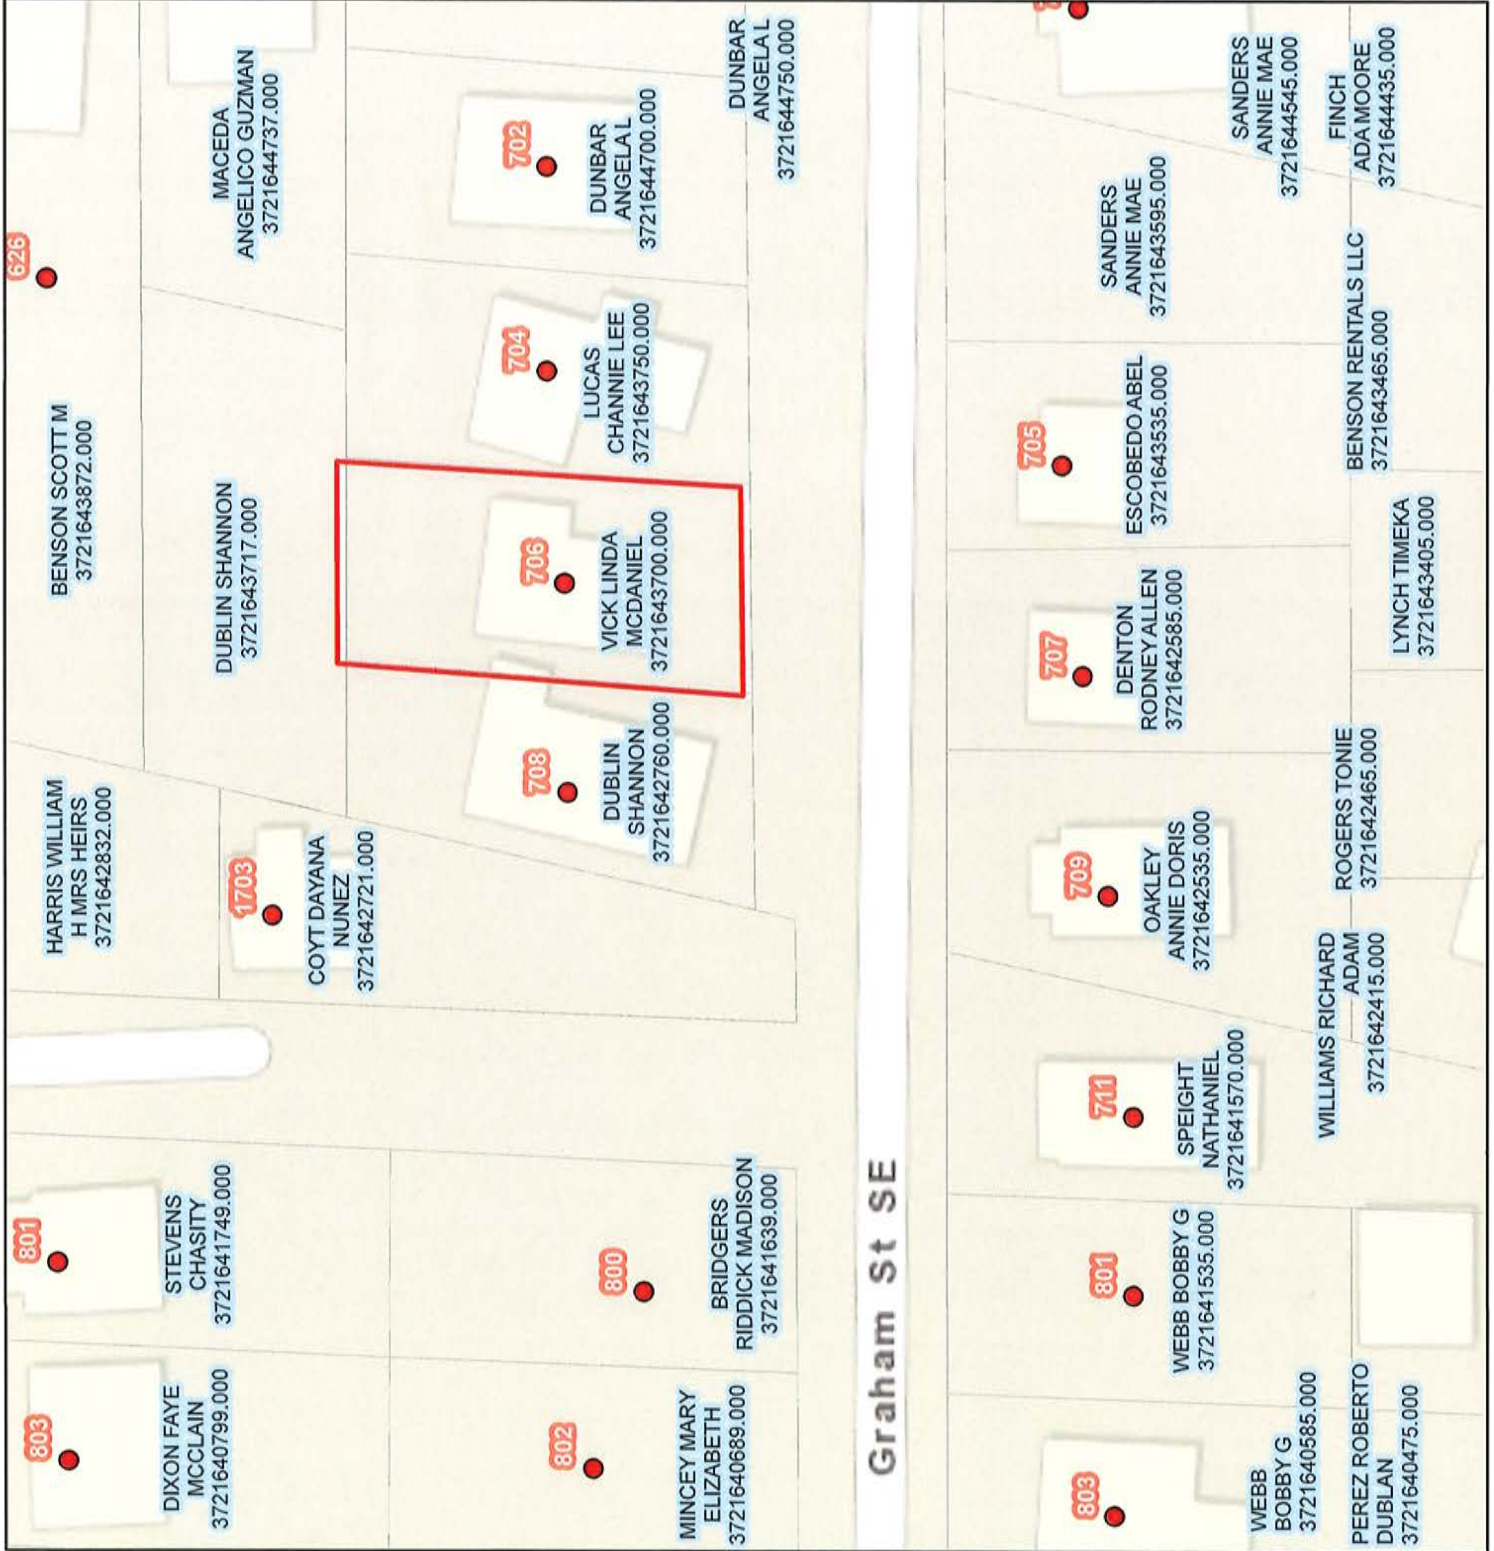 803
DIXON FAYE
MCCLAIN
3721640799.000
801
STEVENS
CHASITY
3721641749.000
HARRIS WILLIAM
H MRS HEIRS
3721642832.000
BENSON SCOTT M
3721643872.000
626
1703
COYT DAYANA
NUNEZ
3721642721.000
DUBLIN SHANNON
3721643717.000
MACEDA
ANGELICO GUZMAN
3721644737.000
802
MINCEY MARY
ELIZABETH
3721640689.000
800
BRIDGERS
RIDDICK MADISON
3721641639.000
708
DUBLIN
SHANNON
3721642760.000
706
VICK LINDA
MCDANIEL
3721643700.000
704
LUCAS
CHANNIE LEE
3721643750.000
702
DUNBAR
ANGELA L
3721644700.000
DUNBAR
ANGELA L
3721644750.000
Graham St SE
803
WEBB
BOBBY G
3721640585.000
801
WEBB BOBBY G
3721641535.000
711
SPEIGHT
NATHANIEL
3721641570.000
709
OAKLEY
ANNIE DORIS
3721642535.000
707
DENTON
RODNEY ALLEN
3721642585.000
705
ESCOBEDO ABEL
3721643535.000
SANDERS
ANNIE MAE
3721643595.000
SANDERS
ANNIE MAE
3721644545.000
PEREZ ROBERTO
DUBLAN
3721640475.000
WILLIAMS RICHARD
ADAM
3721642415.000
ROGERS TONIE
3721642465.000
LYNCH TIMEKA
3721643405.000
BENSON RENTALS LLC
3721643465.000
FINCH
ADA MOORE
3721644435.000